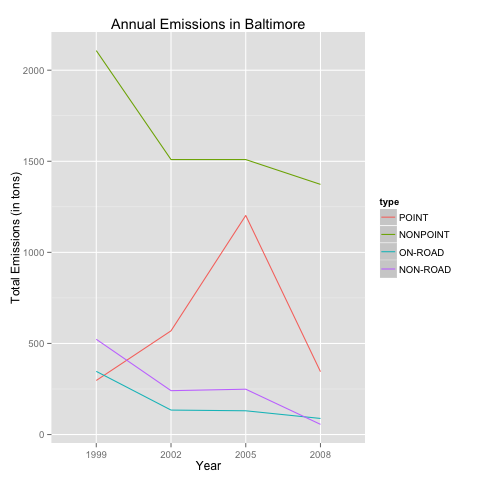 Annual Emissions in Baltimore
Total Emissions (in tons)
2000
1500
1000
500
0
1999 2002 2005 2008
Year
type
POINT
NONPOINT
ON-ROAD
NON-ROAD